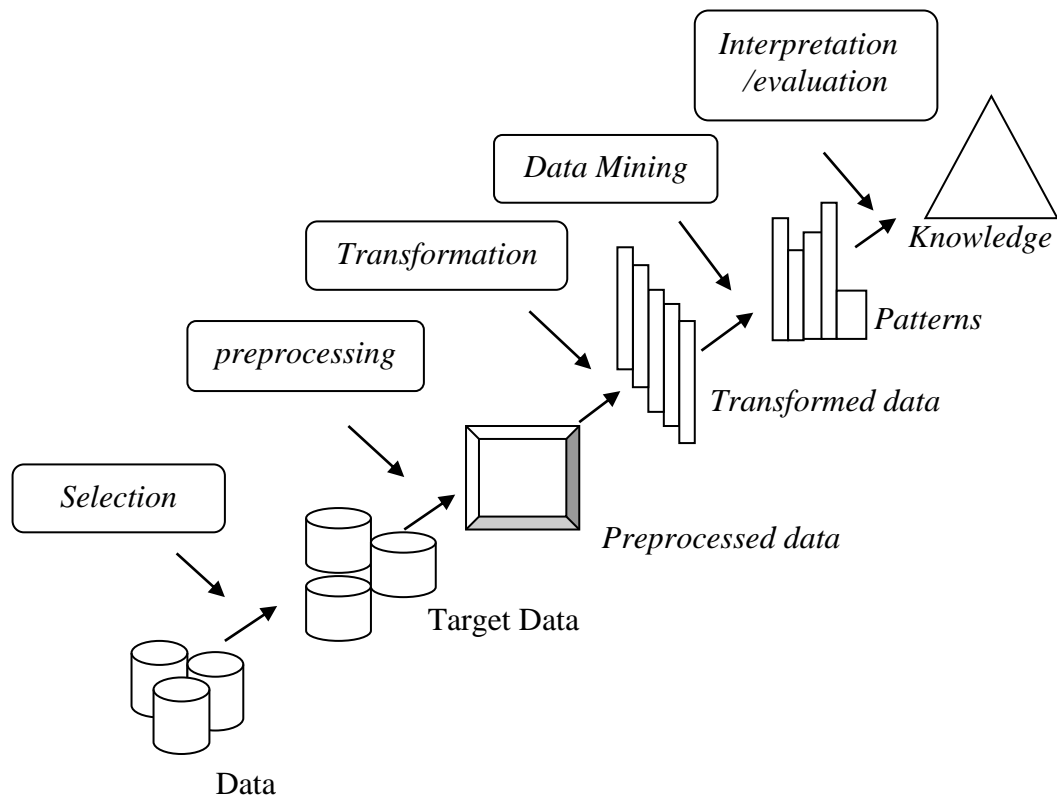 Interpretation
/evaluation
Data Mining
Knowledge
Transformation
Patterns
preprocessing
Transformed data
Selection
Preprocessed data
Target Data
Data